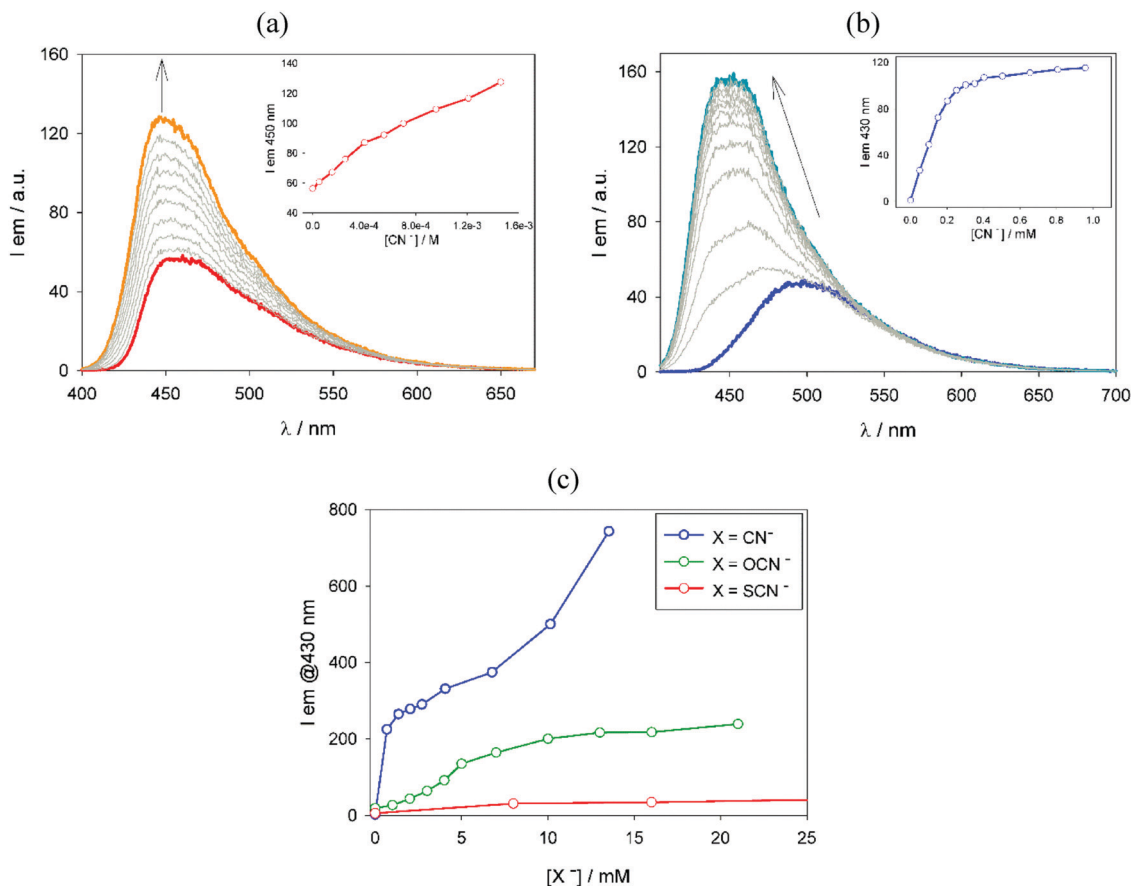 (a)
160
120
80
40
0
400 450 500 550 600 650
I em / a.u.
λ / nm
140
120
100
80
60
40
0.0 4.0e-4 8.0e-4 1.2e-3 1.6e-3
I em 450 nm
[CN⁻] / M
(b)
160
120
80
40
0
450 500 550 600 650 700
I em / a.u.
λ / nm
120
80
40
0
0.0 0.2 0.4 0.6 0.8 1.0
I em 430 nm
[CN⁻] / mM
(c)
800
600
400
200
0
0 5 10 15 20 25
I em @430 nm
[X⁻] / mM
X = CN⁻
X = OCN⁻
X = SCN⁻